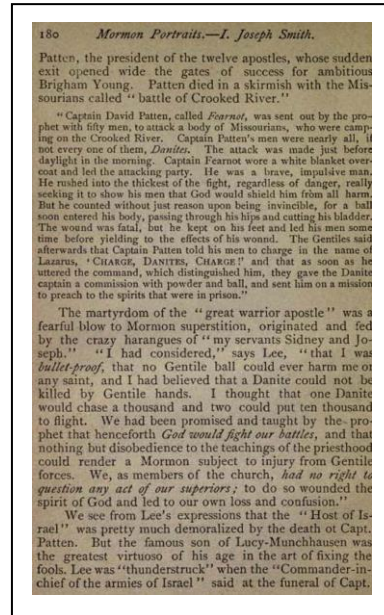 180 Mormon Portraits.—I. Joseph Smith.
Patten, the president of the twelve apostles, whose sudden
exit opened wide the gates of success for ambitious
Brigham Young. Patten died in a skirmish with the Mis-
sourians called "battle of Crooked River."
"Captain David Patten, called Fearnot, was sent out by the pro-
phet with fifty men, to attack a body of Missourians, who were camp-
ing on the Crooked River. Captain Patten's men were nearly all, if
not every one of them, Danites. The attack was made just before
daylight in the morning. Captain Fearnot wore a white blanket over-
coat and led the attacking party. He was a brave, impulsive man.
He rushed into the thickest of the fight, regardless of danger, really
seeking it to show his men that God would shield him from all harm.
But he counted without just reason upon being invincible, for a ball
soon entered his body, passing through his hips and cutting his bladder.
The wound was fatal, but he kept on his feet and led his men some
time before yielding to the effects of his wound. The Gentiles said
afterwards that Captain Patten told his men to charge in the name of
Lazarus, 'CHARGE, DANITES, CHARGE!' and that as soon as he
uttered the command, which distinguished him, they gave the Danite
captain a commission with powder and ball, and sent him on a mission
to preach to the spirits that were in prison."
The martyrdom of the "great warrior apostle" was a
fearful blow to Mormon superstition, originated and fed
by the crazy harangues of "my servants Sidney and Jo-
seph." "I had considered," says Lee, "that I was
bullet-proof, that no Gentile ball could ever harm me or
any saint, and I had believed that a Danite could not be
killed by Gentile hands. I thought that one Danite
would chase a thousand and two could put ten thousand
to flight. We had been promised and taught by the pro-
phet that henceforth God would fight our battles, and that
nothing but disobedience to the teachings of the priesthood
could render a Mormon subject to injury from Gentile
forces. We, as members of the church, had no right to
question any act of our superiors; to do so wounded the
spirit of God and led to our own loss and confusion."
We see from Lee's expressions that the "Host of Is-
rael" was pretty much demoralized by the death of Capt.
Patten. But the famous son of Lucy-Munchhausen was
the greatest virtuoso of his age in the art of fixing the
fools. Lee was "thunderstruck" when the "Commander-in-
chief of the armies of Israel" said at the funeral of Capt.